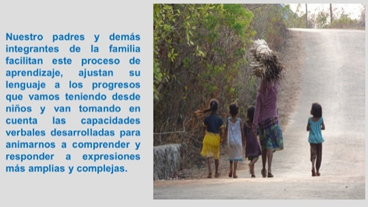 Nuestro padres y demás
integrantes de la familia
facilitan este proceso de
aprendizaje, ajustan su
lenguaje a los progresos
que vamos teniendo desde
niños y van tomando en
cuenta las capacidades
verbales desarrolladas para
animarnos a comprender y
responder a expresiones
más amplias y complejas.